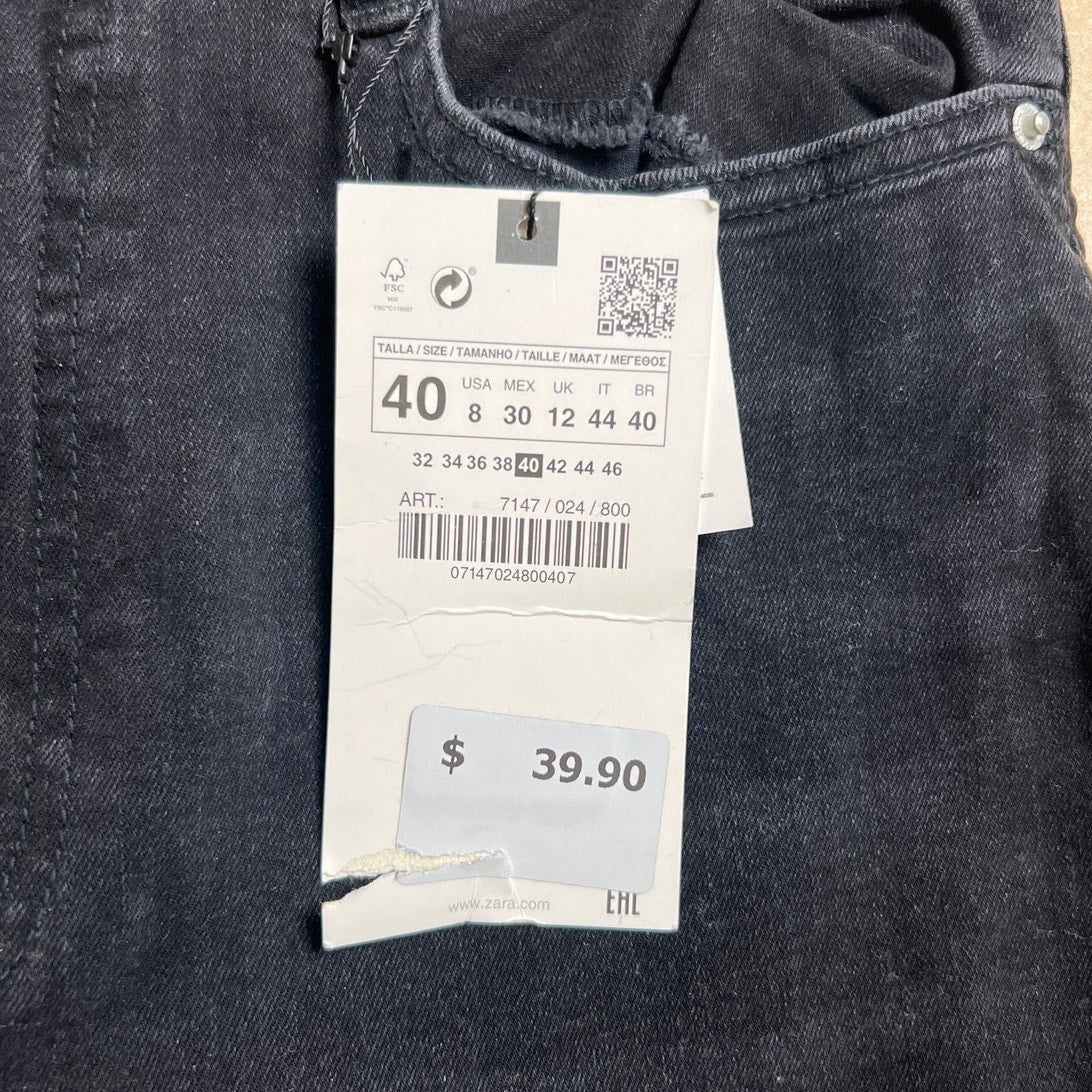 FSC
MIX
TALLA / SIZE / TAMANHO / TAILLE / MAAT / ΜΕΓΕΘΟΣ
40
USA MEX UK IT BR
8 30 12 44 40
32 34 36 38 40 42 44 46
ART.: 7147 / 024 / 800
07147024800407
$ 39.90
www.zara.com
EAC